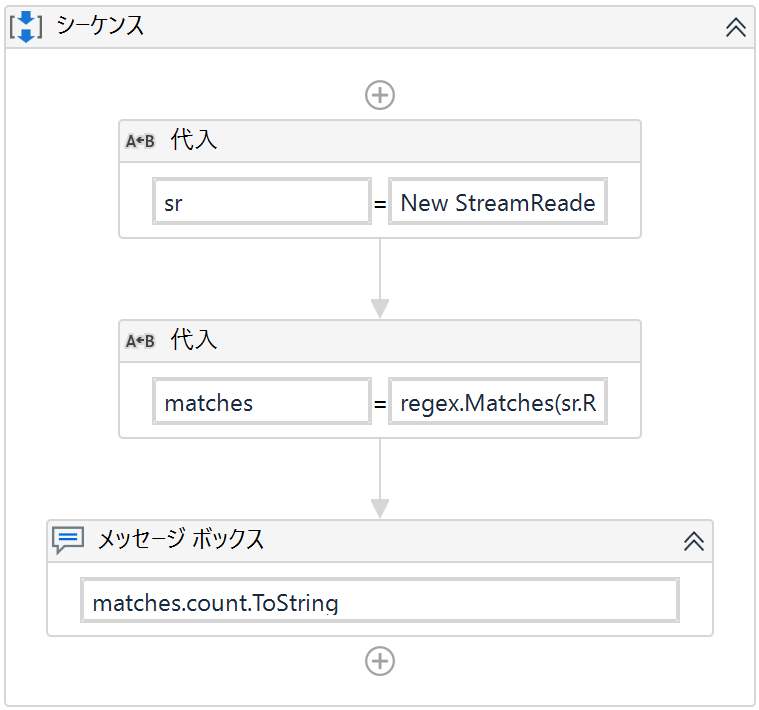 シーケンス
A←B 代入
sr = New StreamReade
A←B 代入
matches = regex.Matches(sr.R
メッセージ ボックス
matches.count.ToString